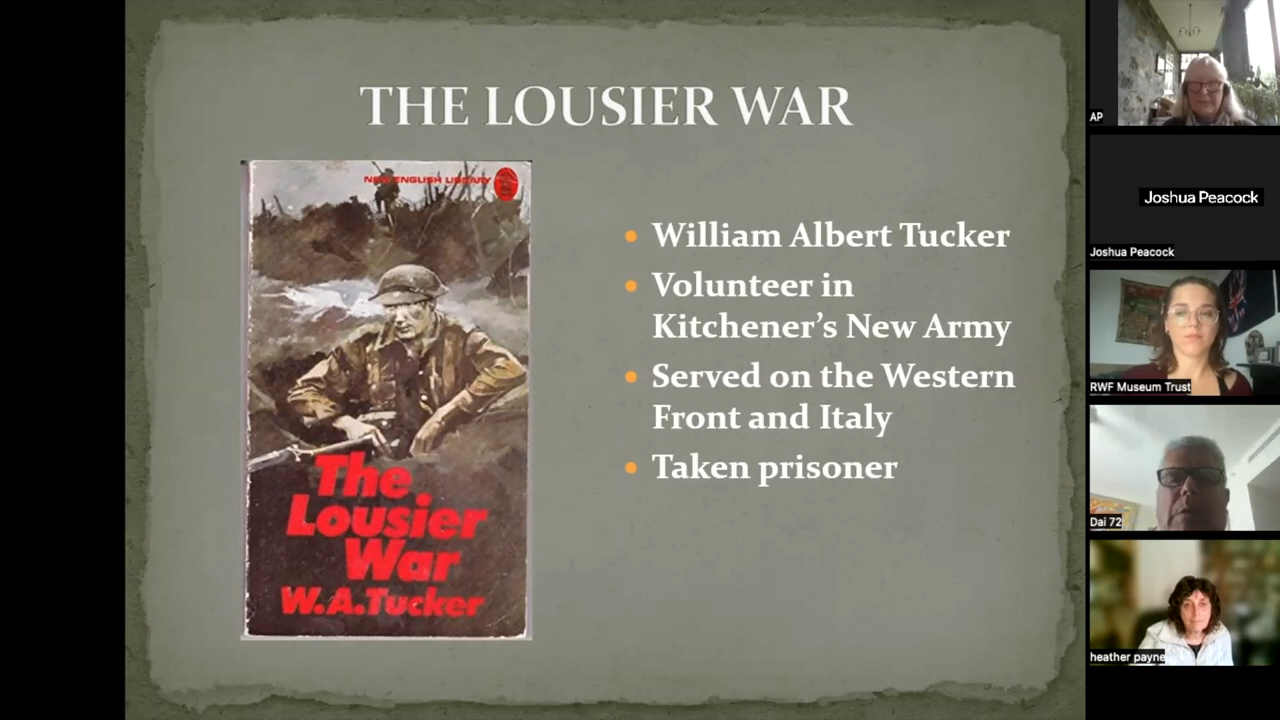 THE LOUSIER WAR
NEW ENGLISH LIBRARY
The
Lousier
War
W.A.Tucker
William Albert Tucker
Volunteer in
Kitchener’s New Army
Served on the Western
Front and Italy
Taken prisoner
AP
Joshua Peacock
Joshua Peacock
RWF Museum Trust
Dai 72
heather payne